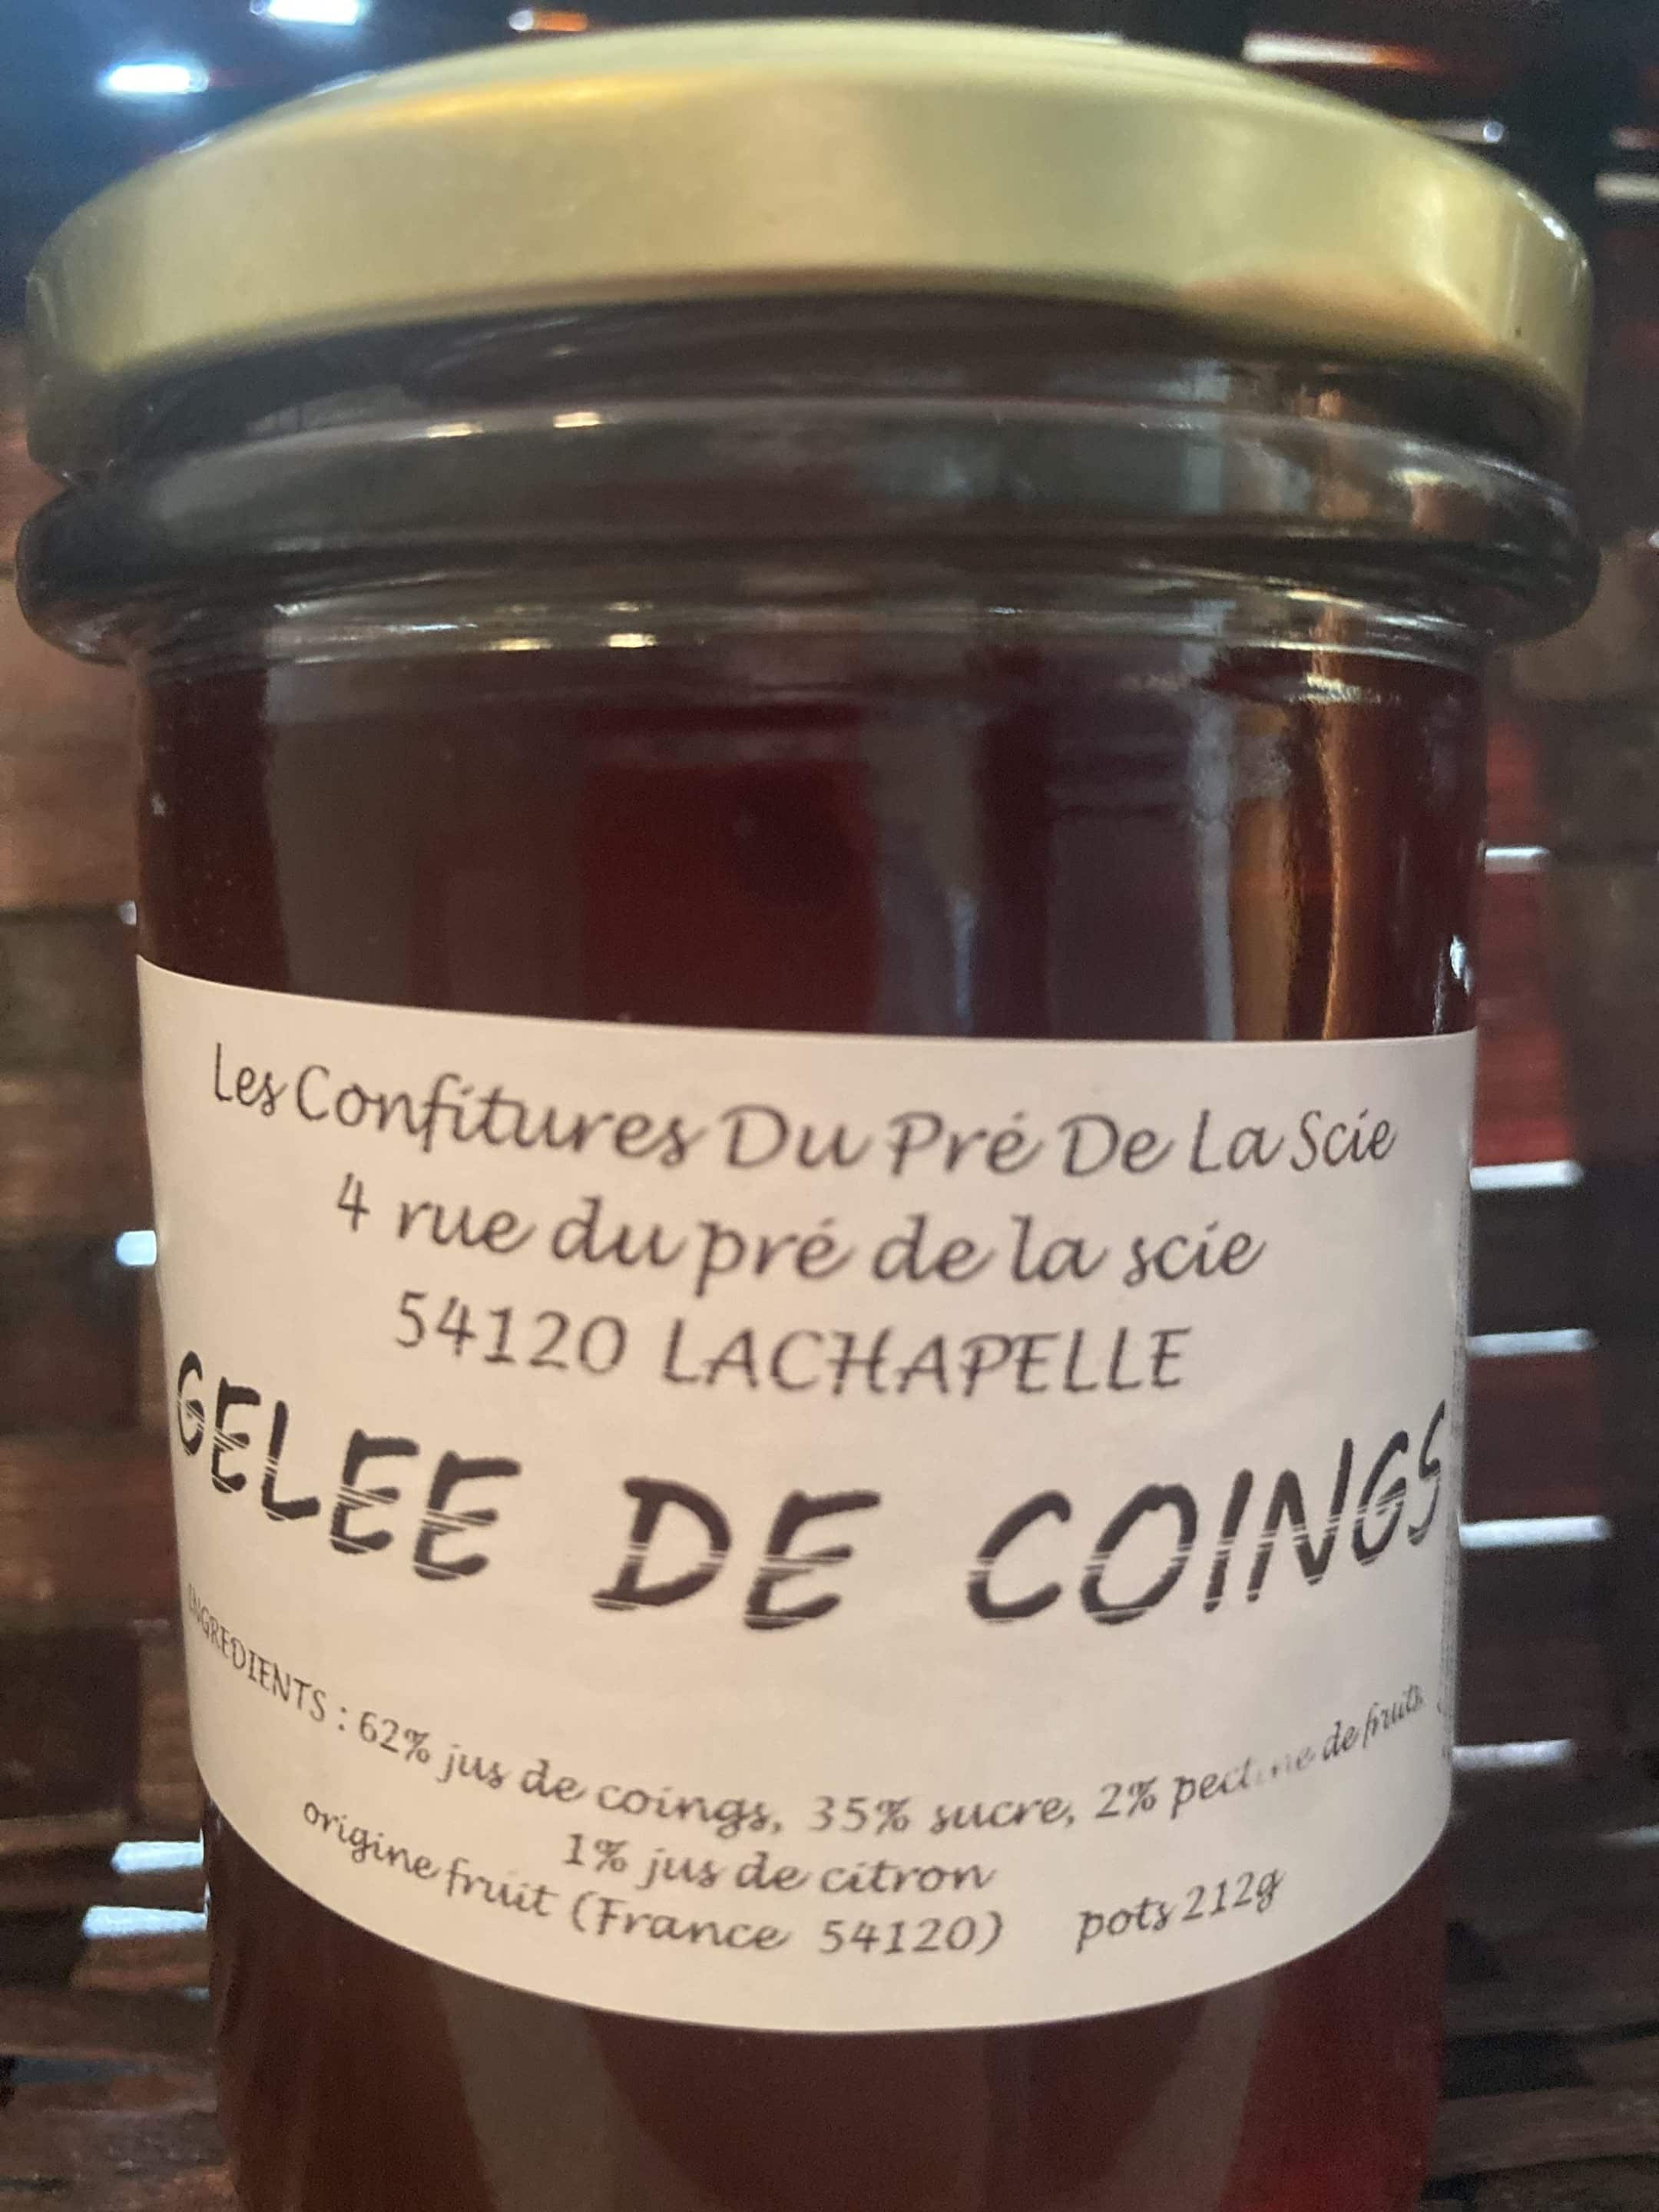 Les Confitures Du Pré De La Scie
4 rue du pré de la scie
54120 LACHAPELLE
GELEE DE COINGS
INGREDIENTS : 62% jus de coings, 35% sucre, 2% pectine de fruits
1% jus de citron
origine fruit (France 54120) pots 212g